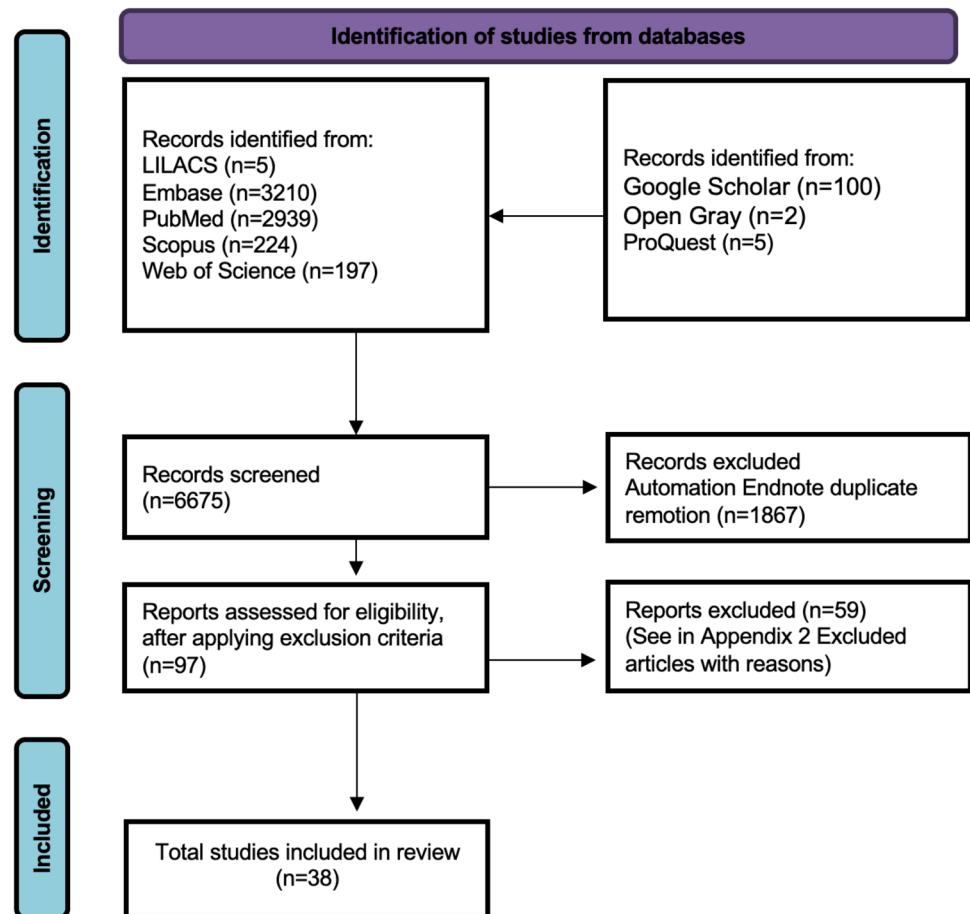 Identification of studies from databases
Identification
Records identified from:
LILACS (n=5)
Embase (n=3210)
PubMed (n=2939)
Scopus (n=224)
Web of Science (n=197)
Records identified from:
Google Scholar (n=100)
Open Gray (n=2)
ProQuest (n=5)
Screening
Records screened
(n=6675)
Records excluded
Automation Endnote duplicate
remotion (n=1867)
Reports assessed for eligibility,
after applying exclusion criteria
(n=97)
Reports excluded (n=59)
(See in Appendix 2 Excluded
articles with reasons)
Included
Total studies included in review
(n=38)